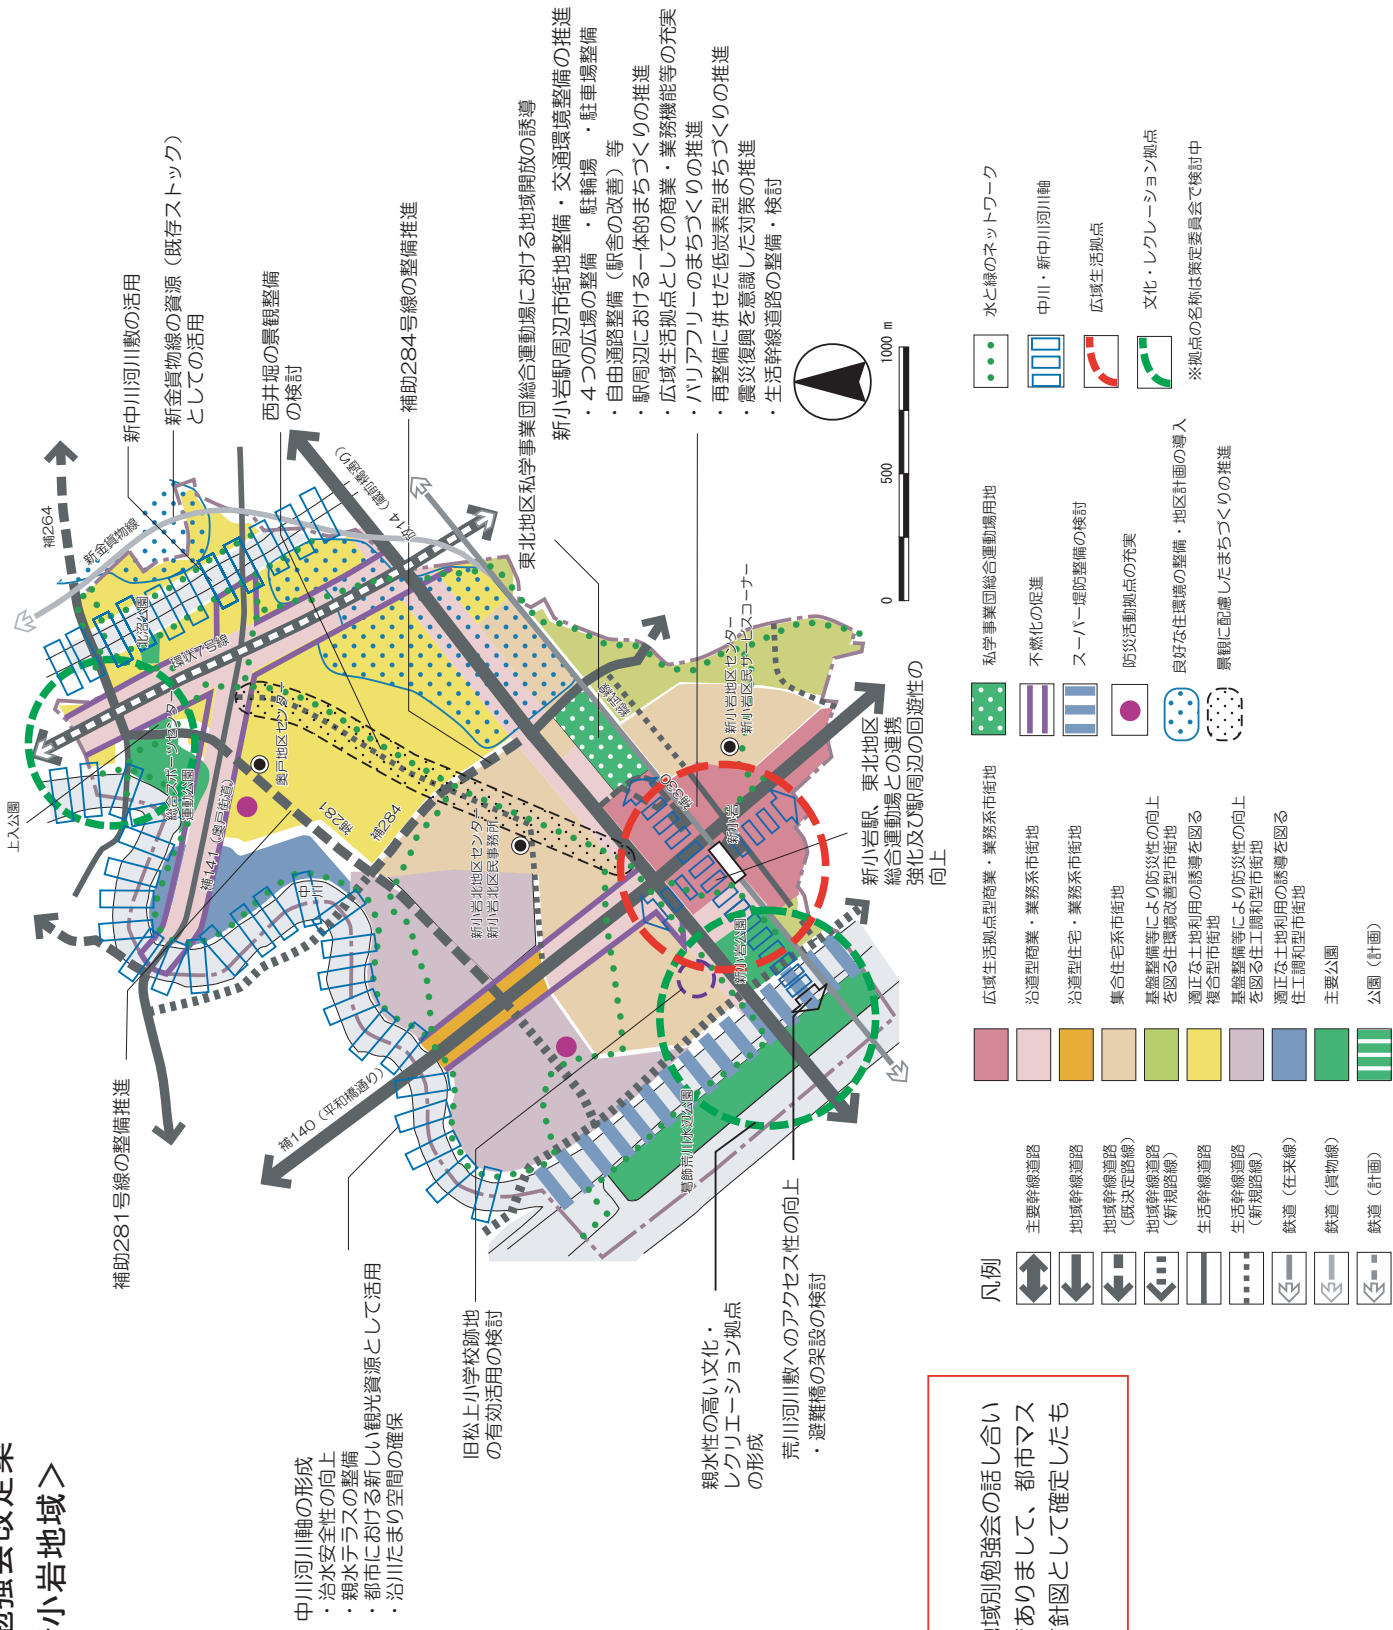 勉強会改定案
小岩地域＞
中川河川軸の形成
・治水安全性の向上
・親水テラスの整備
・都市における新しい観光資源として活用
・沿川たまり空間の確保
補助281号線の整備推進
旧松上小学校跡地
の有効活用の検討
親水性の高い文化・
レクリエーション拠点
の形成
荒川河川敷へのアクセス性の向上
・避難橋の架設の検討
上入公園
新中川河川敷の活用
新金貨物線の資源（既存ストック）
としての活用
西井堀の景観整備
の検討
補助284号線の整備推進
東北地区私学事業団総合運動場における地域開放の誘導
新小岩駅周辺市街地整備・交通環境整備の推進
・４つの広場の整備　・駐輪場　・駐車場整備
・自由通路整備（駅舎の改善）等
・駅周辺における一体的まちづくりの推進
・広域生活拠点としての商業・業務機能等の充実
・バリアフリーのまちづくりの推進
・再整備に併せた低炭素型まちづくりの推進
・震災復興を意識した対策の推進
・生活幹線道路の整備・検討
新小岩駅、東北地区
総合運動場との連携
強化及び駅周辺の回遊性の
向上
補264
新金貨物線
北沼公園
環状7号線
総合スポーツセンター
運動公園
補141（奥戸街道）
奥戸地区センター
放14（蔵前橋通り）
補281
補284
中川
新小岩北地区センター
新小岩北区民事務所
総武線
新小岩地区センター
新小岩区民サービスコーナー
補330
新小岩
新小岩公園
補140（平和橋通り）
葛飾荒川水辺公園
0
500
1000 m
凡例
主要幹線道路
地域幹線道路
地域幹線道路
（既決定路線）
地域幹線道路
（新規路線）
生活幹線道路
生活幹線道路
（新規路線）
鉄道（在来線）
鉄道（貨物線）
鉄道（計画）
広域生活拠点型商業・業務系市街地
沿道型商業・業務系市街地
沿道型住宅・業務系市街地
集合住宅系市街地
基盤整備等により防災性の向上
を図る住環境改善型市街地
適正な土地利用の誘導を図る
複合型市街地
基盤整備等により防災性の向上
を図る住工調和型市街地
適正な土地利用の誘導を図る
住工調和型市街地
主要公園
公園（計画）
私学事業団総合運動場用地
不燃化の促進
スーパー堤防整備の検討
防災活動拠点の充実
良好な住環境の整備・地区計画の導入
景観に配慮したまちづくりの推進
水と緑のネットワーク
中川・新中川河川軸
広域生活拠点
文化・レクレーション拠点
※拠点の名称は策定委員会で検討中
域別勉強会の話し合い
ありまして、都市マス
針図として確定したも